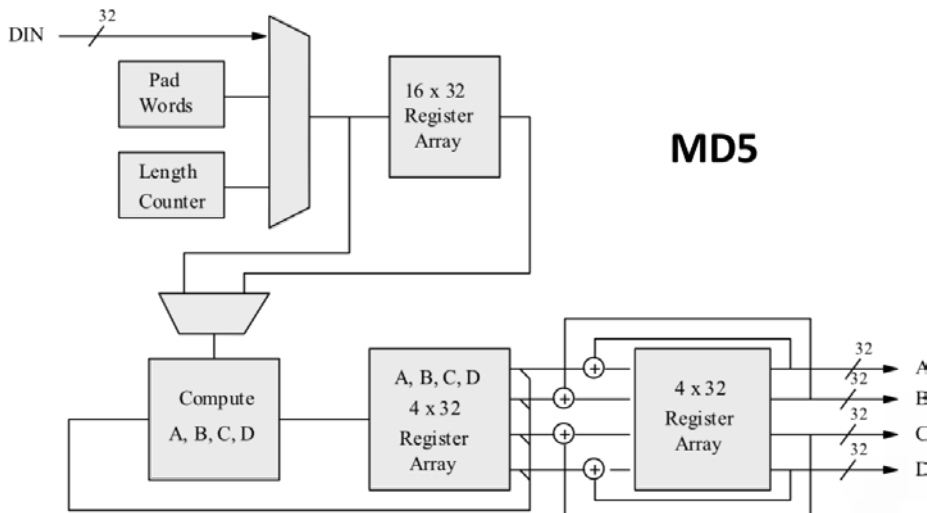 DIN
32
Pad
Words
Length
Counter
16 x 32
Register
Array
MD5
Compute
A, B, C, D
A, B, C, D
4 x 32
Register
Array
4 x 32
Register
Array
+
+
+
+
32
A
32
B
32
C
32
D